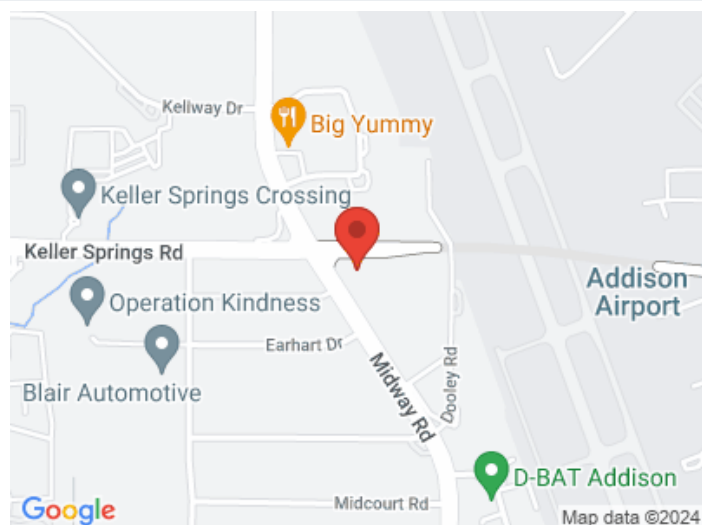 Kellway Dr
Big Yummy
Keller Springs Crossing
Keller Springs Rd
Addison
Airport
Operation Kindness
Earhart Dr
Midway Rd
Dooley Rd
Blair Automotive
D-BAT Addison
Midcourt Rd
Google
Map data ©2024